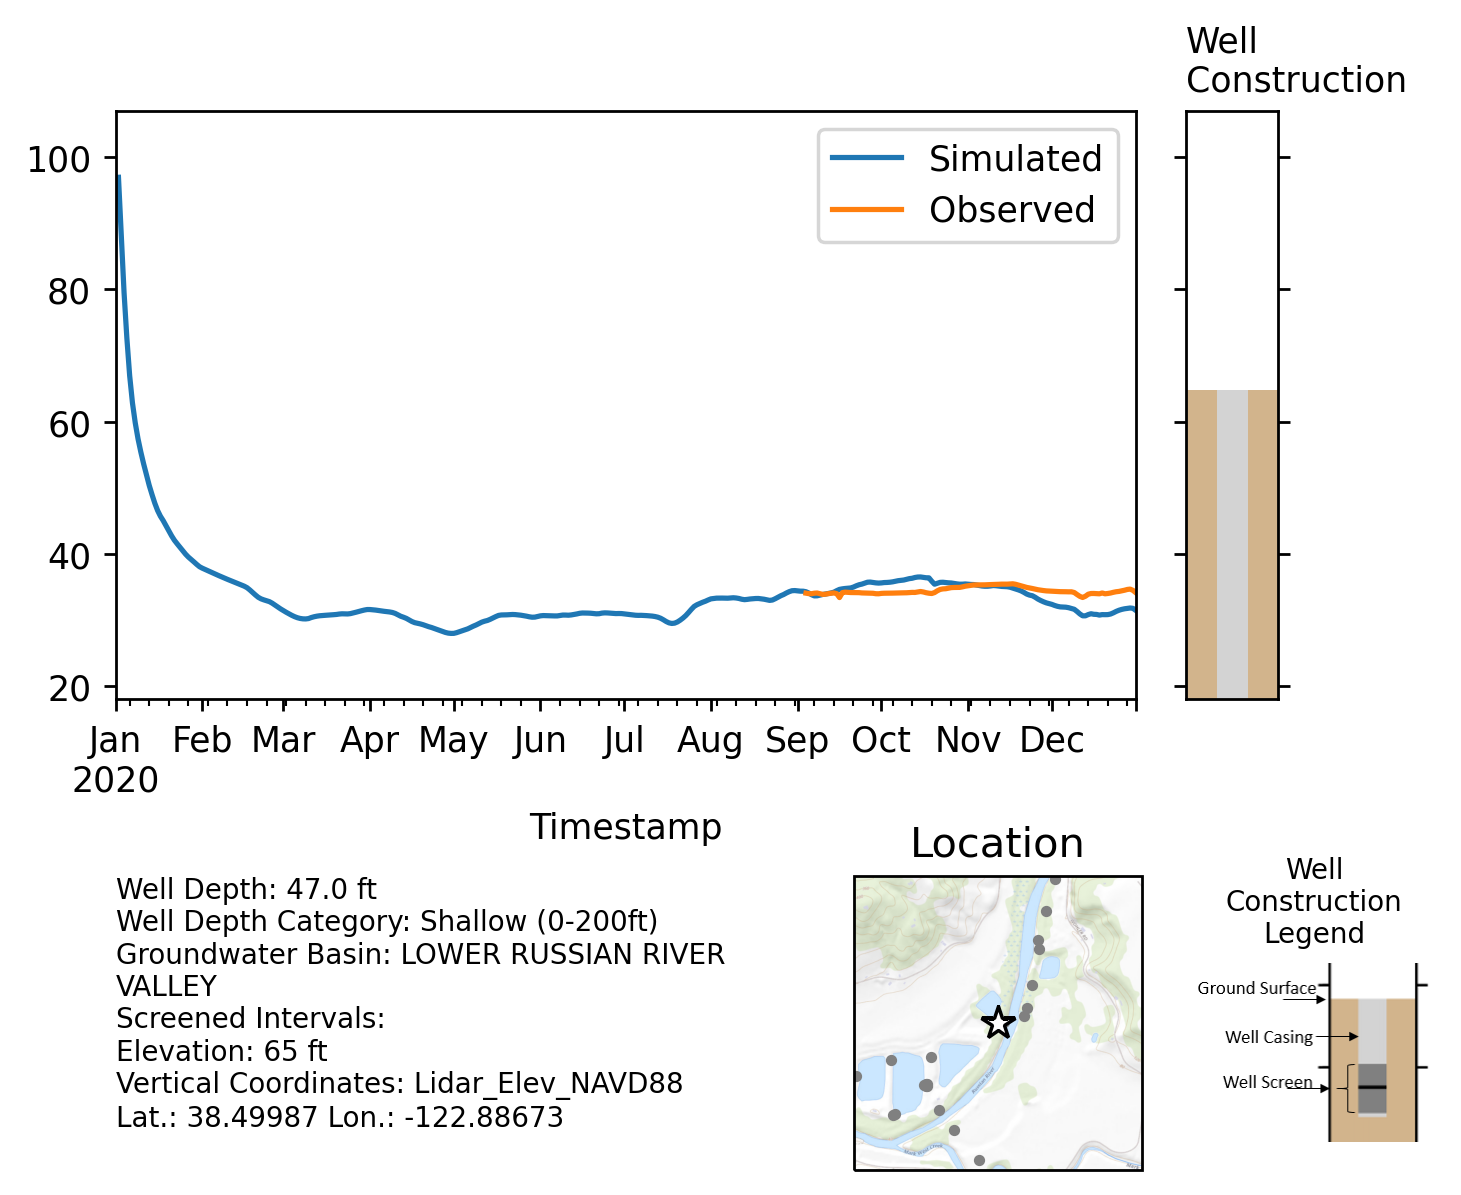 Well
Construction
100
80
60
40
20
Simulated
Observed
Jan
2020
Feb
Mar
Apr
May
Jun
Jul
Aug
Sep
Oct
Nov
Dec
Timestamp
Well Depth: 47.0 ft
Well Depth Category: Shallow (0-200ft)
Groundwater Basin: LOWER RUSSIAN RIVER
VALLEY
Screened Intervals:
Elevation: 65 ft
Vertical Coordinates: Lidar_Elev_NAVD88
Lat.: 38.49987 Lon.: -122.88673
Location
Well
Construction
Legend
Ground Surface
Well Casing
Well Screen